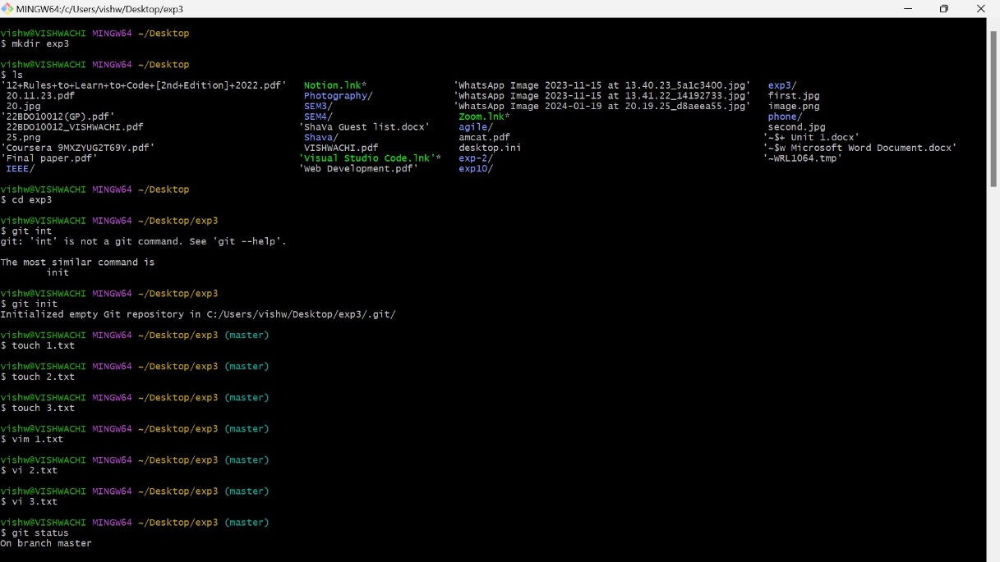 MINGW64:/c/Users/vishw/Desktop/exp3
vishw@VISHWACHI MINGW64 ~/Desktop
$ mkdir exp3
vishw@VISHWACHI MINGW64 ~/Desktop
$ ls
'12+Rules+to+Learn+to+Code+[2nd+Edition]+2022.pdf' Notion.lnk* 'WhatsApp Image 2023-11-15 at 13.40.23_5a1c3400.jpg' exp3/
20.11.23.pdf Photography/ 'WhatsApp Image 2023-11-15 at 13.41.22_14192733.jpg' first.jpg
20.jpg SEM3/ 'WhatsApp Image 2024-01-19 at 20.19.25_d8aeea55.jpg' image.png
'22BDO10012(GP).pdf' SEM4/ Zoom.lnk* phone/
22BDO10012_VISHWACHI.pdf 'ShaVa Guest list.docx' agile/ second.jpg
25.png Shava/ amcat.pdf '~$+ Unit 1.docx'
'Coursera 9MXZYUG2T69Y.pdf' VISHWACHI.pdf desktop.ini '~$w Microsoft Word Document.docx'
'Final paper.pdf' 'Visual Studio Code.lnk'* exp-2/ '~WRL1064.tmp'
IEEE/ 'Web Development.pdf' exp10/
vishw@VISHWACHI MINGW64 ~/Desktop
$ cd exp3
vishw@VISHWACHI MINGW64 ~/Desktop/exp3
$ git int
git: 'int' is not a git command. See 'git --help'.
The most similar command is
init
vishw@VISHWACHI MINGW64 ~/Desktop/exp3
$ git init
Initialized empty Git repository in C:/Users/vishw/Desktop/exp3/.git/
vishw@VISHWACHI MINGW64 ~/Desktop/exp3 (master)
$ touch 1.txt
vishw@VISHWACHI MINGW64 ~/Desktop/exp3 (master)
$ touch 2.txt
vishw@VISHWACHI MINGW64 ~/Desktop/exp3 (master)
$ touch 3.txt
vishw@VISHWACHI MINGW64 ~/Desktop/exp3 (master)
$ vim 1.txt
vishw@VISHWACHI MINGW64 ~/Desktop/exp3 (master)
$ vi 2.txt
vishw@VISHWACHI MINGW64 ~/Desktop/exp3 (master)
$ vi 3.txt
vishw@VISHWACHI MINGW64 ~/Desktop/exp3 (master)
$ git status
On branch master